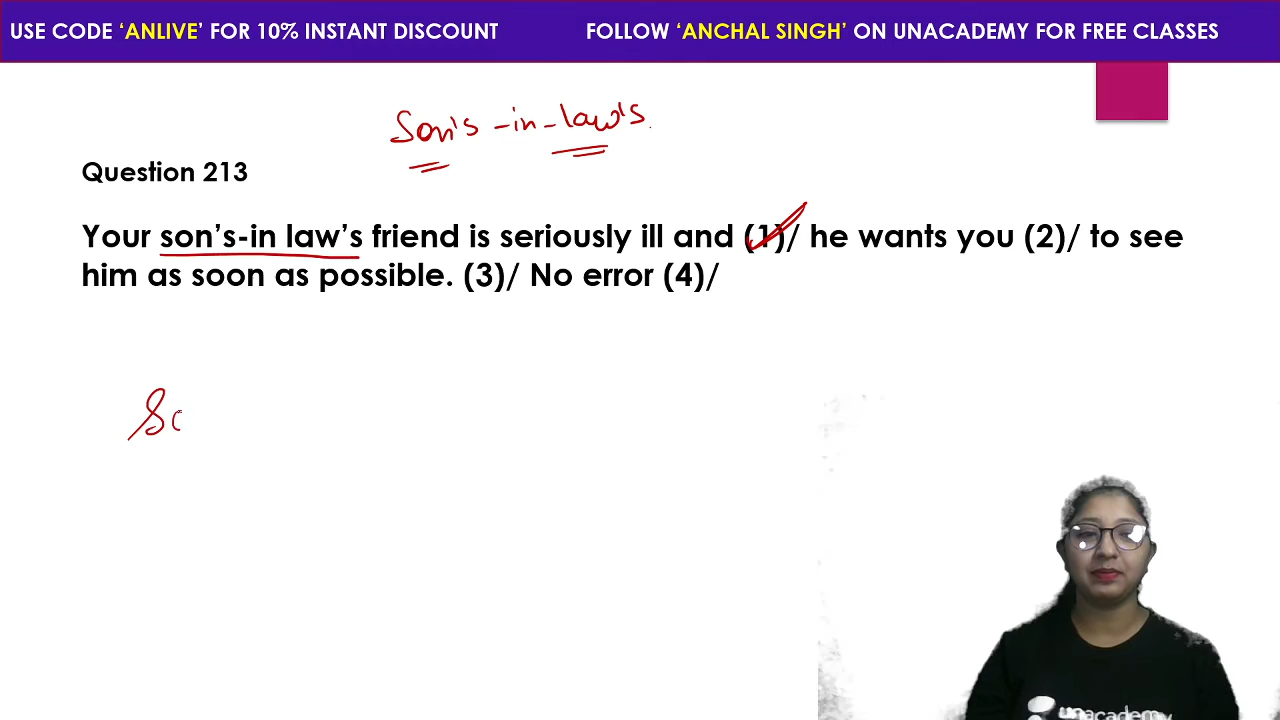 USE CODE ‘ANLIVE’ FOR 10% INSTANT DISCOUNT FOLLOW ‘ANCHAL SINGH’ ON UNACADEMY FOR FREE CLASSES
Son's -in-law's.
Question 213
Your son’s-in law’s friend is seriously ill and (1)/ he wants you (2)/ to see
him as soon as possible. (3)/ No error (4)/
So
unacademy